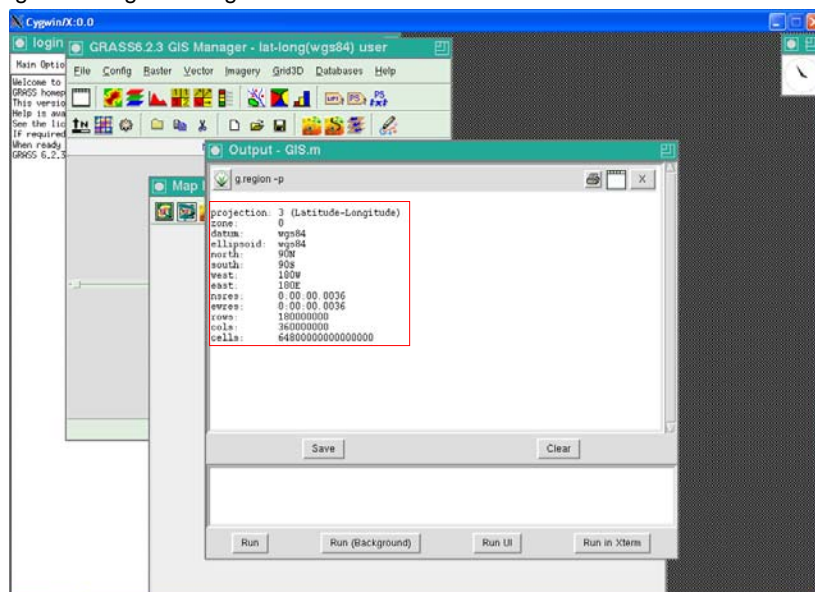 Cygwin/X:0.0
login
GRASS6.2.3 GIS Manager - lat-long(wgs84) user
Main Optio
File Config Raster Vector Imagery Grid3D Databases Help
Welcome to
GRASS homep
This versio
Help is ava
See the lic
If required
When ready
GRASS 6.2.3
Output - GIS.m
Map
g.region -p
X
projection: 3 (Latitude-Longitude)
zone: 0
datum: wgs84
ellipsoid: wgs84
north: 90N
south: 90S
west: 180W
east: 180E
nsres: 0:00:00.0036
ewres: 0:00:00.0036
rows: 180000000
cols: 360000000
cells: 64800000000000000
Save Clear
Run Run (Background) Run UI Run in Xterm